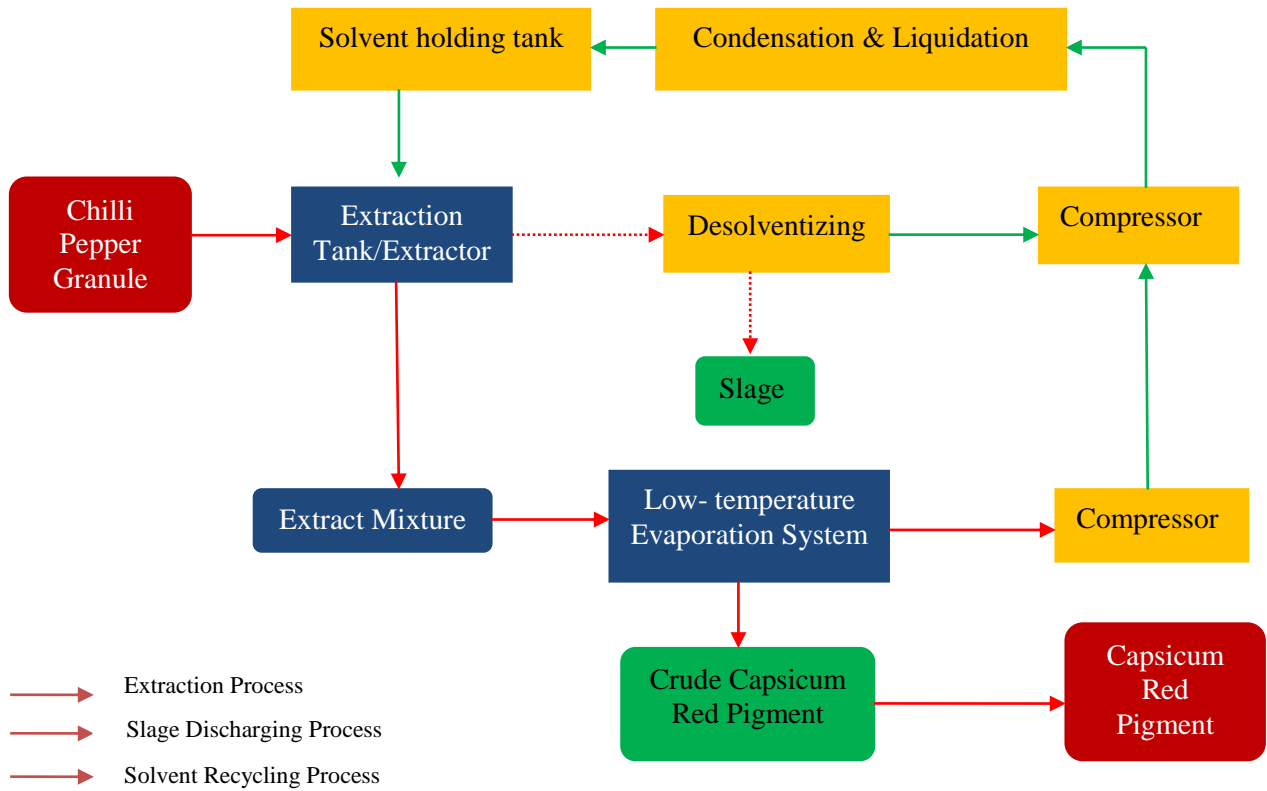 Solvent holding tank
Condensation & Liquidation
Chilli
Pepper
Granule
Extraction
Tank/Extractor
Desolventizing
Compressor
Slage
Extract Mixture
Low- temperature
Evaporation System
Compressor
Crude Capsicum
Red Pigment
Capsicum
Red
Pigment
Extraction Process
Slage Discharging Process
Solvent Recycling Process